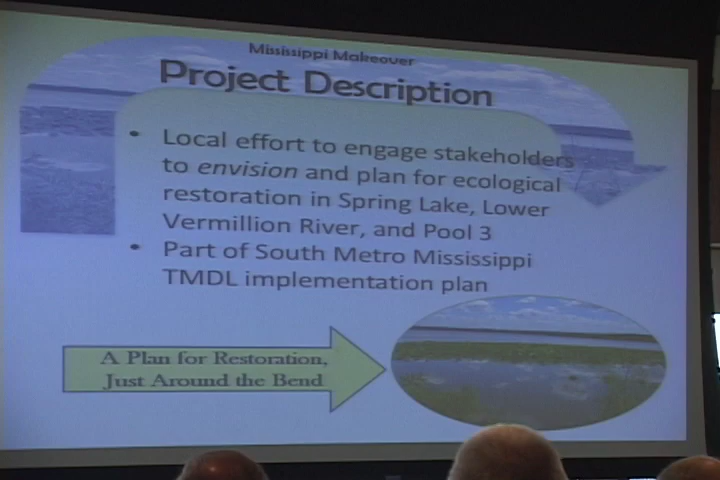 Mississippi Makeover
Project Description
• Local effort to engage stakeholders
to envision and plan for ecological
restoration in Spring Lake, Lower
Vermillion River, and Pool 3
• Part of South Metro Mississippi
TMDL implementation plan
A Plan for Restoration,
Just Around the Bend